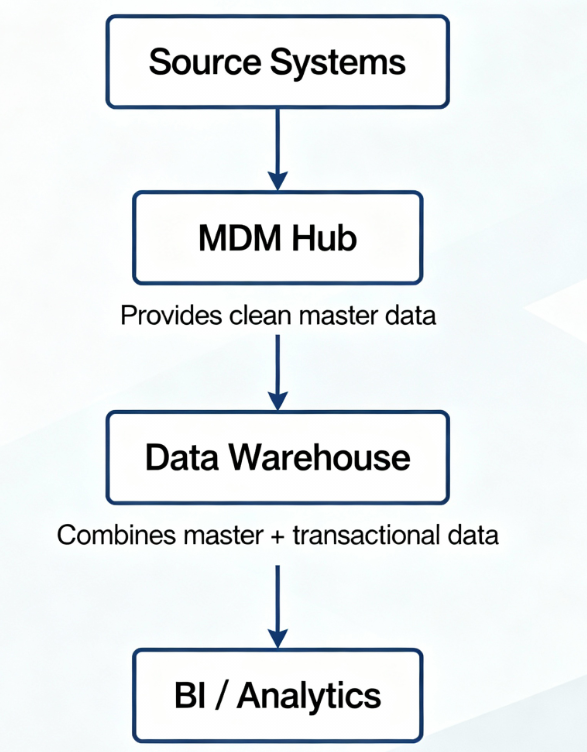 Source Systems
MDM Hub
Provides clean master data
Data Warehouse
Combines master + transactional data
BI / Analytics